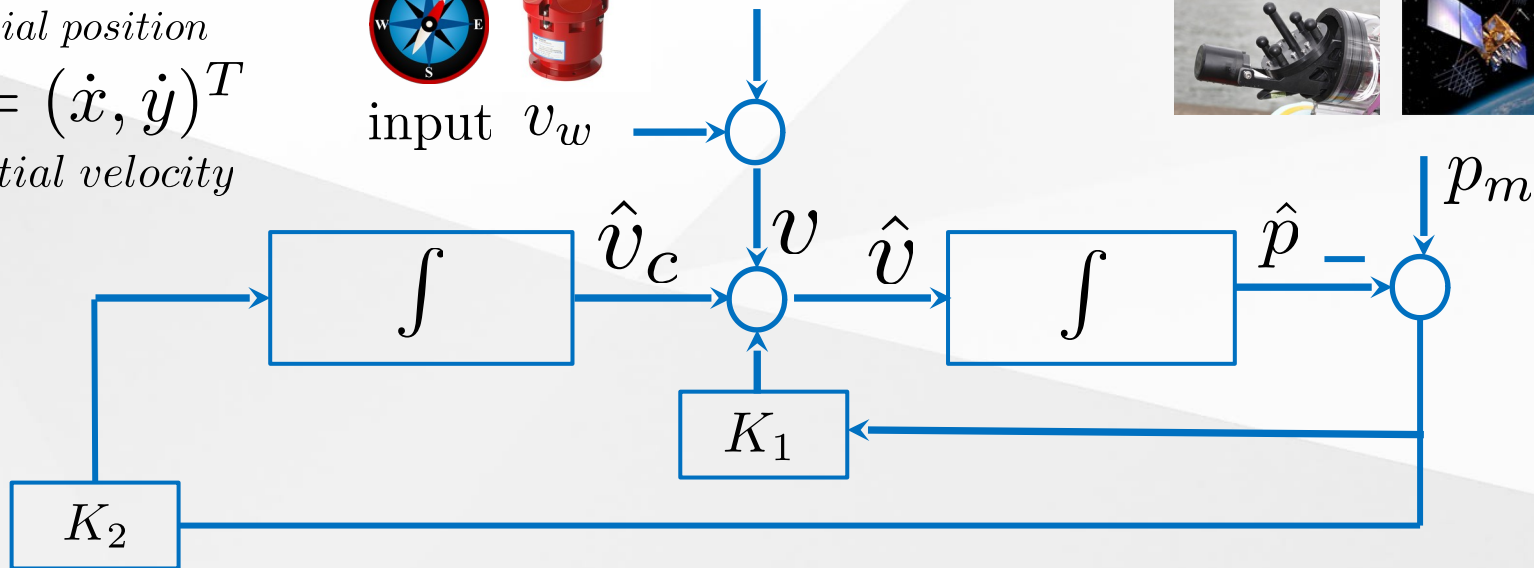 ial position
= (ẋ, ẏ)^T
tial velocity
W E
S
input v_w
p_m
v̂_c
v
v̂
p̂
−
∫
∫
K_1
K_2